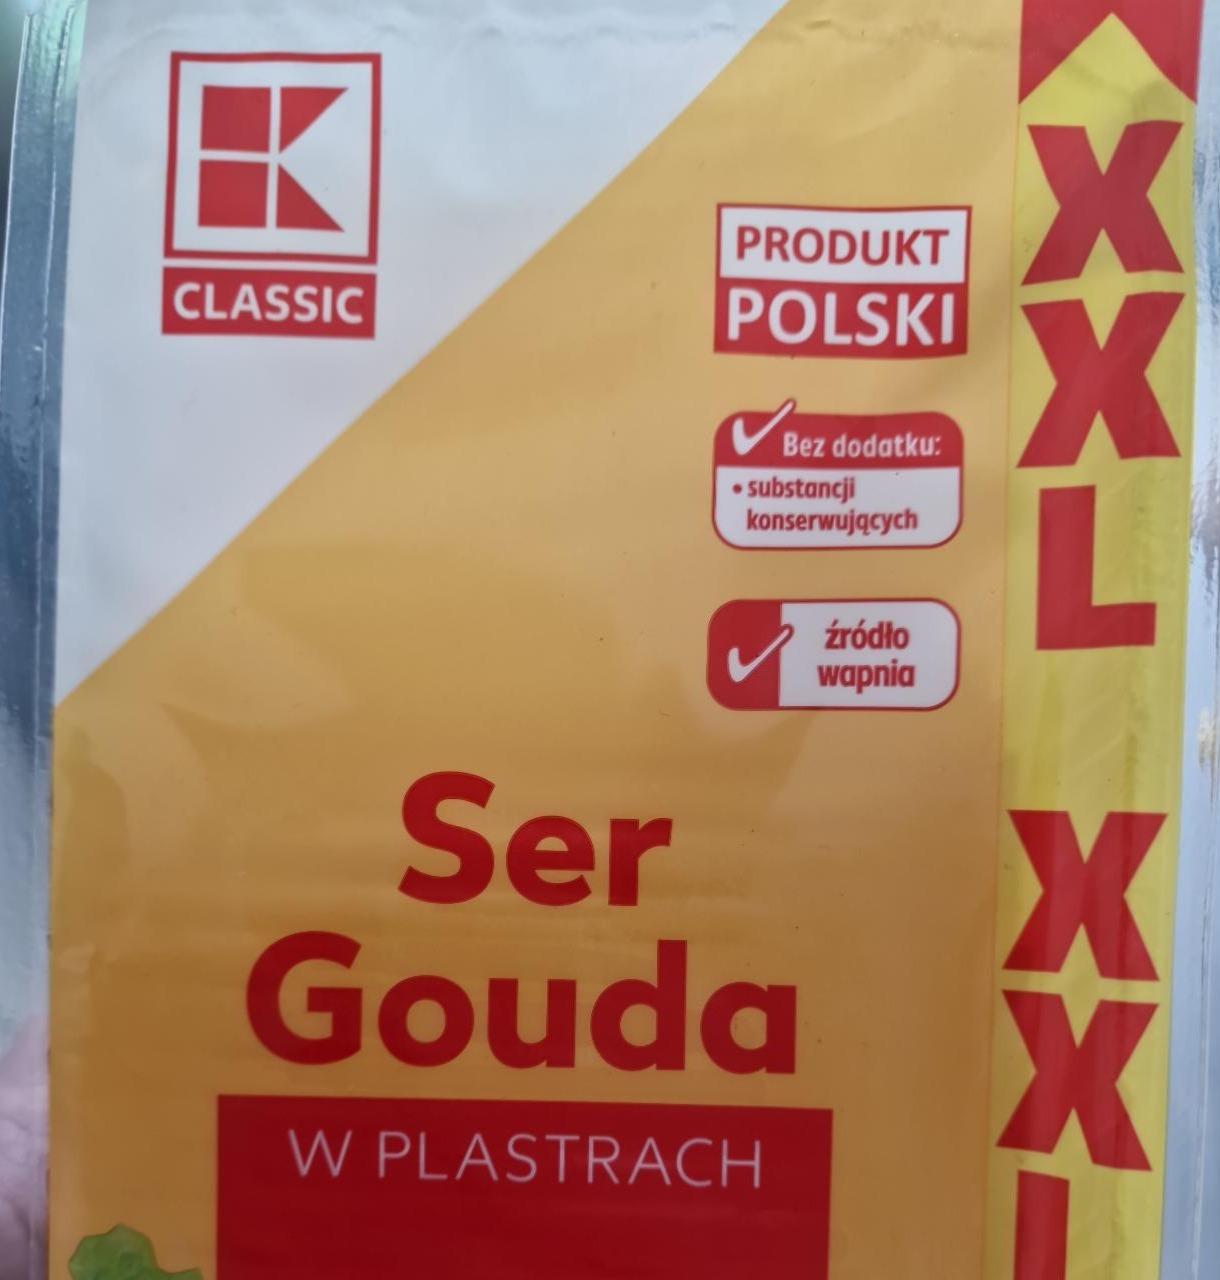 K
CLASSIC
PRODUKT
POLSKI
Bez dodatku:
• substancji
konserwujących
źródło
wapnia
Ser
Gouda
W PLASTRACH
XXL
XXL